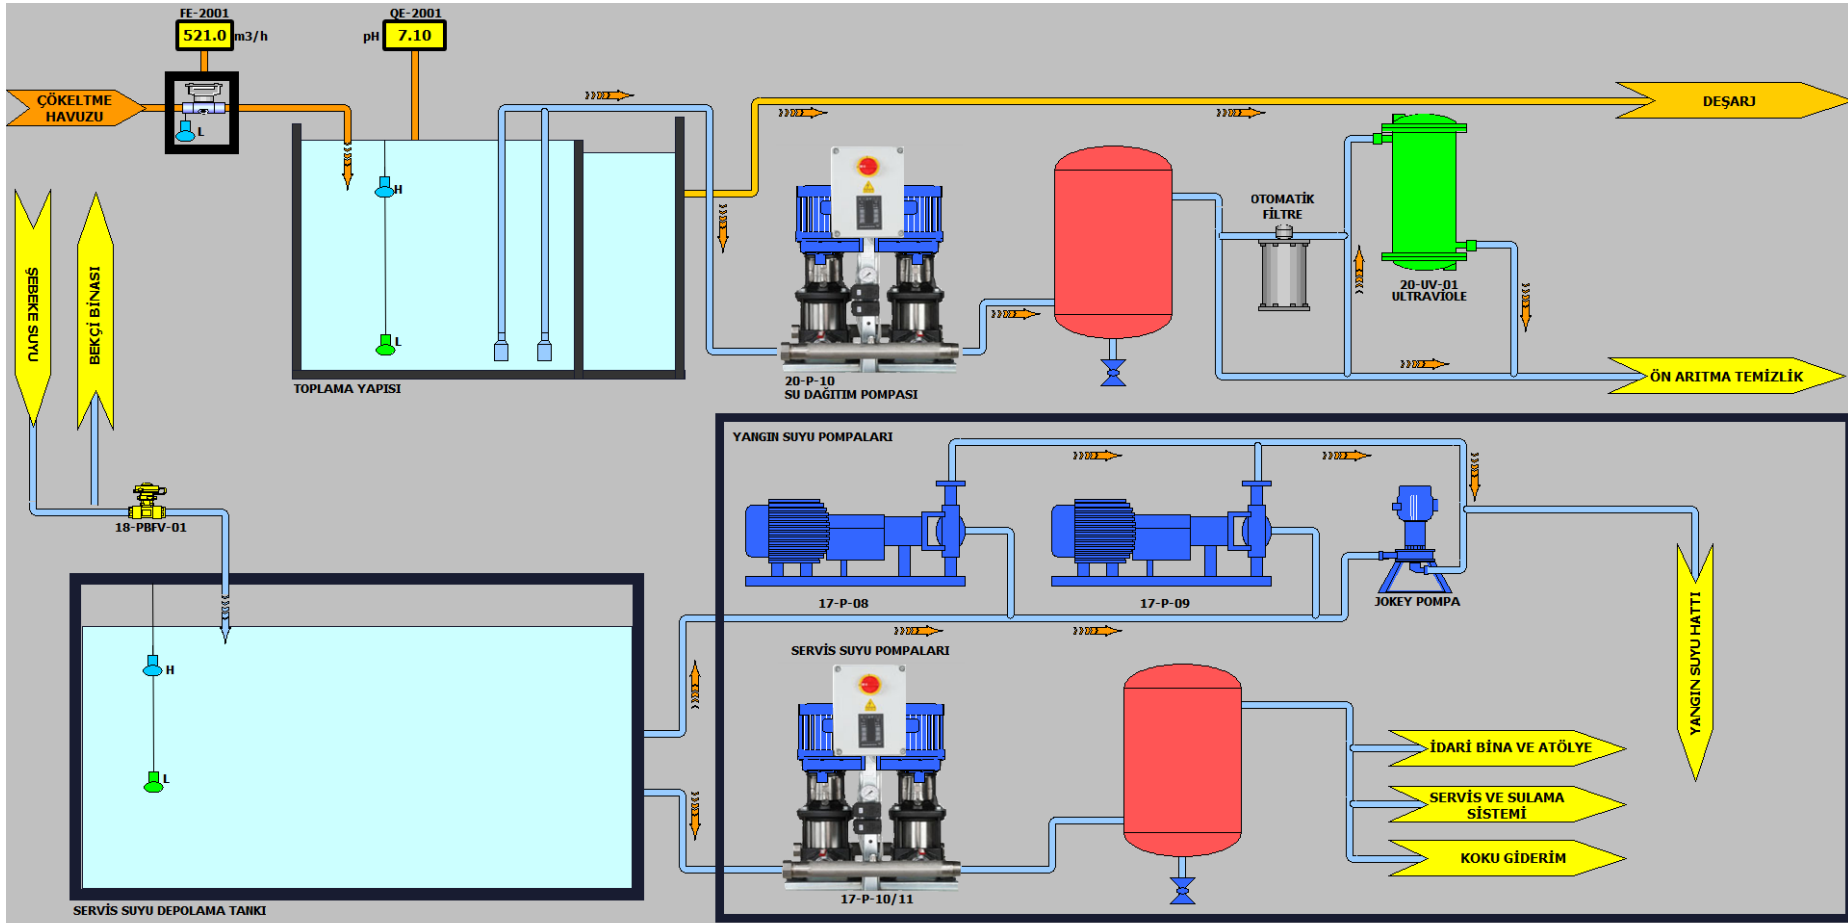 FE-2001
521.0 m3/h
QE-2001
pH 7.10
ÇÖKELTME
HAVUZU
L
H
L
TOPLAMA YAPISI
DEŞARJ
OTOMATİK
FİLTRE
20-UV-01
ULTRAVİOLE
20-P-10
SU DAĞITIM POMPASI
ÖN ARITMA TEMİZLİK
ŞEBEKE SUYU
BEKÇİ BİNASI
18-PBFV-01
H
L
SERVİS SUYU DEPOLAMA TANKI
YANGIN SUYU POMPALARI
17-P-08
17-P-09
JOKEY POMPA
YANGIN SUYU HATTI
SERVİS SUYU POMPALARI
17-P-10/11
İDARİ BİNA VE ATÖLYE
SERVİS VE SULAMA
SİSTEMİ
KOKU GİDERİM